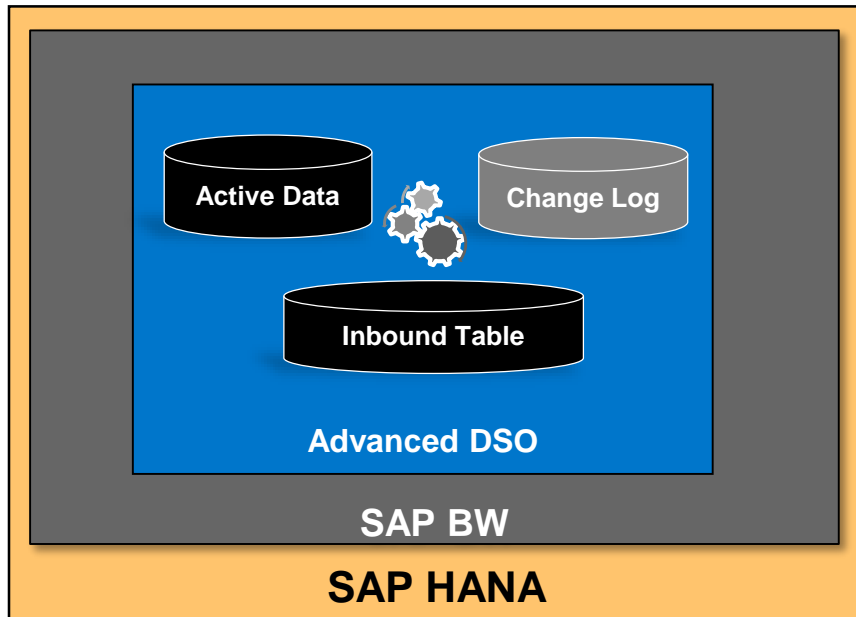 Active Data
Change Log
Inbound Table
Advanced DSO
SAP BW
SAP HANA